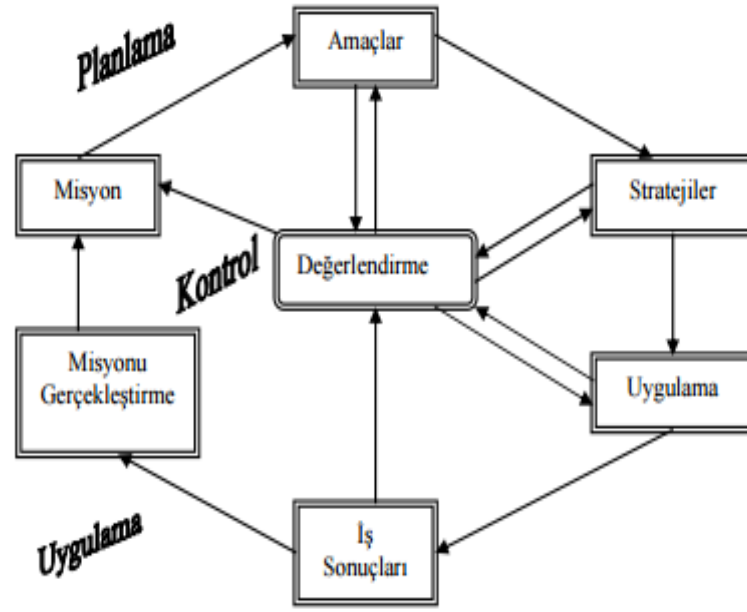 Planlama
Amaçlar
Misyon
Stratejiler
Kontrol
Değerlendirme
Misyonu
Gerçekleştirme
Uygulama
Uygulama
İş
Sonuçları